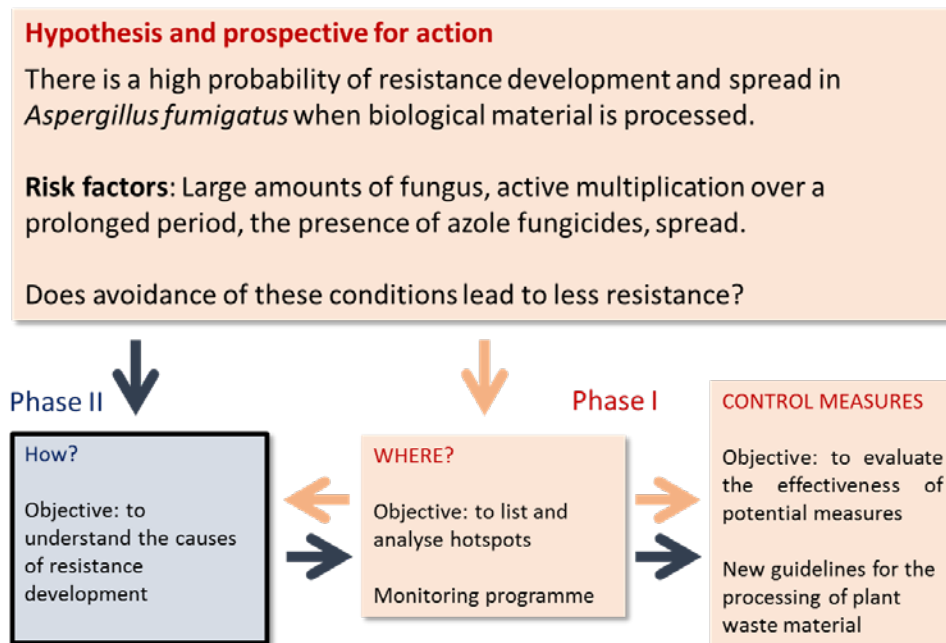 Hypothesis and prospective for action
There is a high probability of resistance development and spread in
Aspergillus fumigatus when biological material is processed.
Risk factors: Large amounts of fungus, active multiplication over a
prolonged period, the presence of azole fungicides, spread.
Does avoidance of these conditions lead to less resistance?
Phase II
Phase I
How?
Objective: to
understand the causes
of resistance
development
WHERE?
Objective: to list and
analyse hotspots
Monitoring programme
CONTROL MEASURES
Objective: to evaluate
the effectiveness of
potential measures
New guidelines for the
processing of plant
waste material